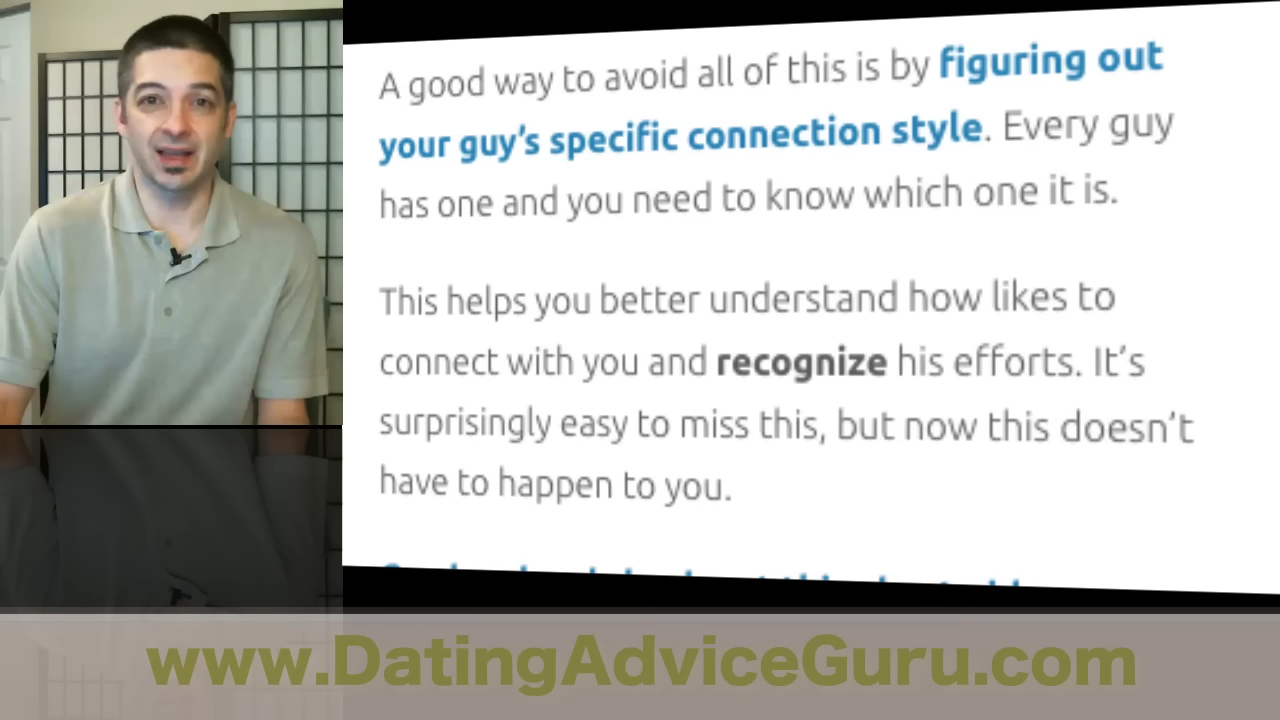 A good way to avoid all of this is by figuring out
your guy's specific connection style. Every guy
has one and you need to know which one it is.
This helps you better understand how likes to
connect with you and recognize his efforts. It's
surprisingly easy to miss this, but now this doesn't
have to happen to you.
www.DatingAdviceGuru.com